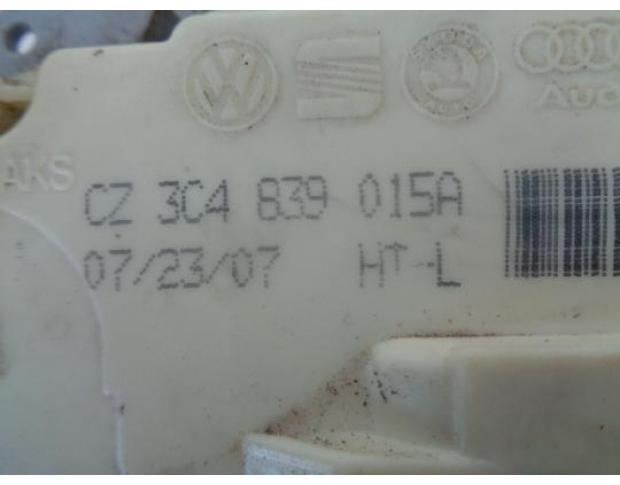 Audi
AKS
CZ 3C4 839 015A
07/23/07 HT-L